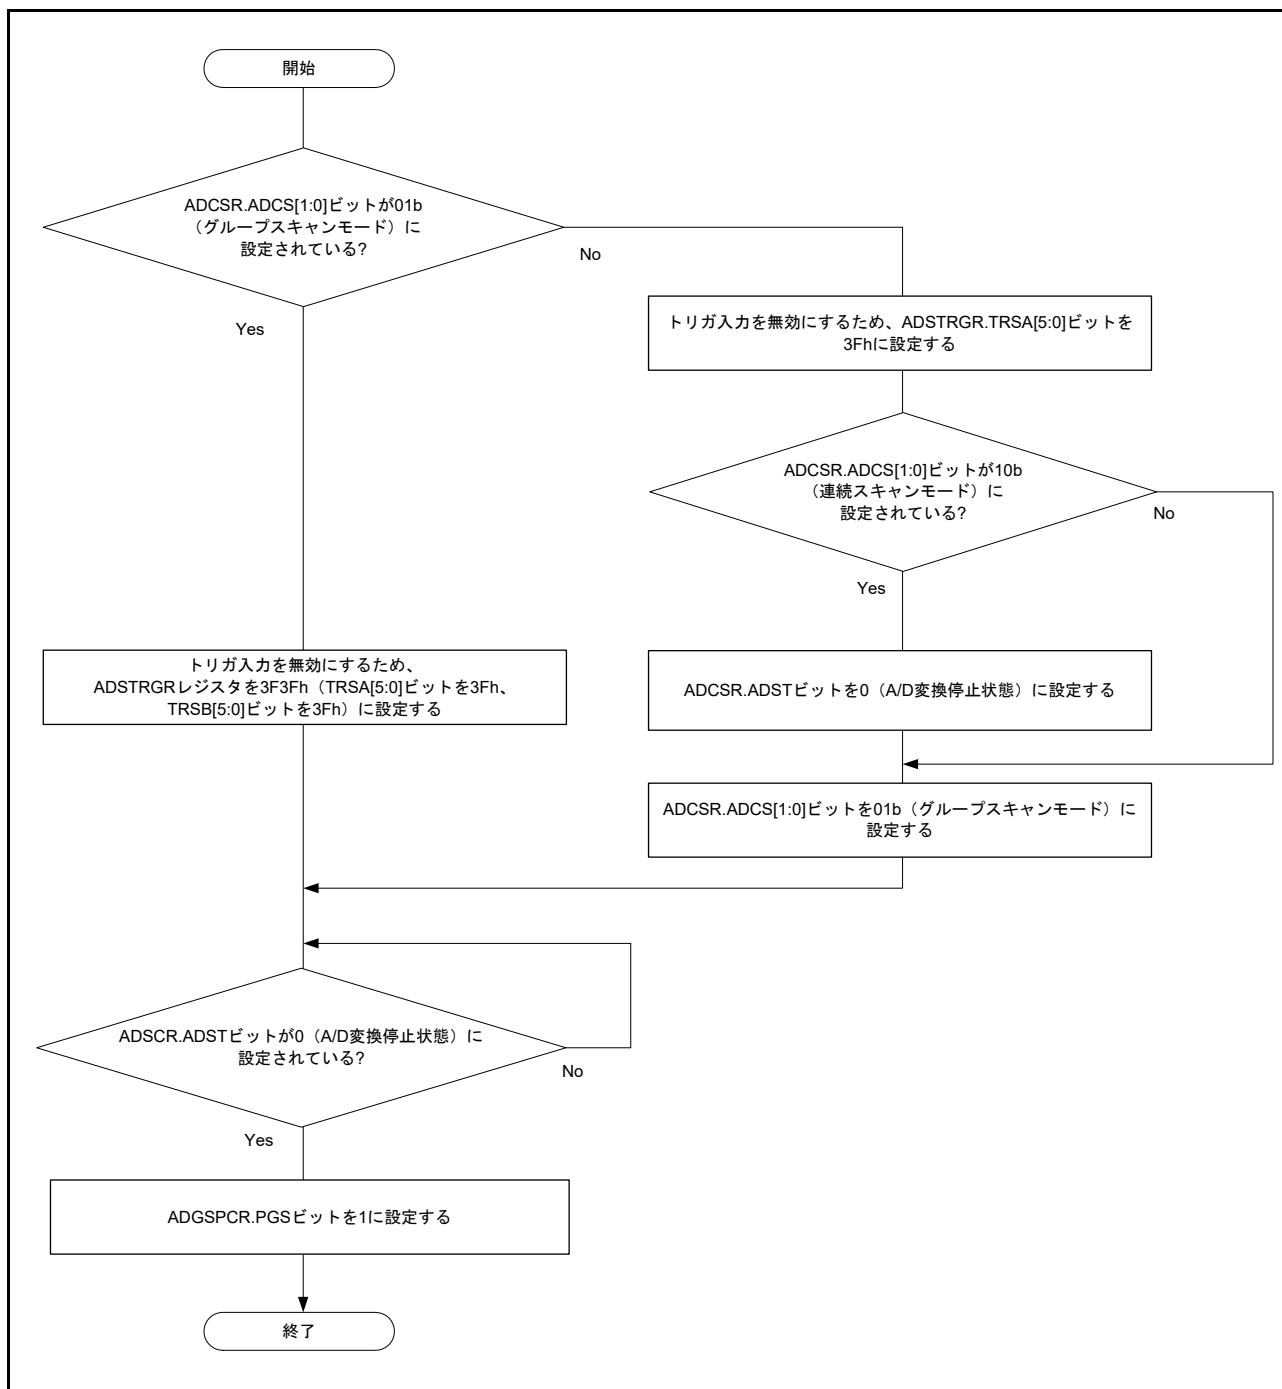 開始
ADCSR.ADCS[1:0]ビットが01b
（グループスキャンモード）に
設定されている?
No
Yes
トリガ入力を無効にするため、ADSTRGR.TRSA[5:0]ビットを
3Fhに設定する
ADCSR.ADCS[1:0]ビットが10b
（連続スキャンモード）に
設定されている?
No
Yes
トリガ入力を無効にするため、
ADSTRGRレジスタを3F3Fh（TRSA[5:0]ビットを3Fh、
TRSB[5:0]ビットを3Fh）に設定する
ADCSR.ADSTビットを0（A/D変換停止状態）に設定する
ADCSR.ADCS[1:0]ビットを01b（グループスキャンモード）に
設定する
ADSCR.ADSTビットが0（A/D変換停止状態）に
設定されている?
No
Yes
ADGSPCR.PGSビットを1に設定する
終了